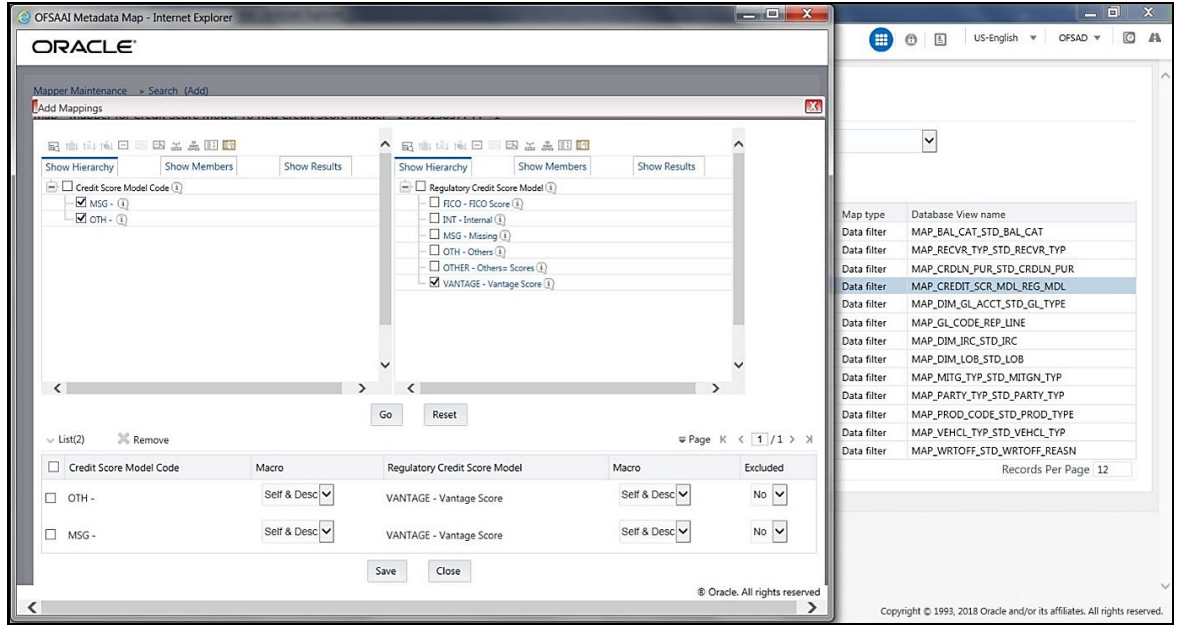 OFSAAI Metadata Map - Internet Explorer
ORACLE
US-English
OFSAD
Mapper Maintenance » Search (Add)
Add Mappings
Show Hierarchy Show Members Show Results
Credit Score Model Code
MSG -
OTH -
Show Hierarchy Show Members Show Results
Regulatory Credit Score Model
FICO - FICO Score
INT - Internal
MSG - Missing
OTH - Others
OTHER - Others= Scores
VANTAGE - Vantage Score
Go Reset
List(2) Remove Page 1 / 1
Credit Score Model Code Macro Regulatory Credit Score Model Macro Excluded
OTH - Self & Desc VANTAGE - Vantage Score Self & Desc No
MSG - Self & Desc VANTAGE - Vantage Score Self & Desc No
Save Close
® Oracle. All rights reserved
Map type Database View name
Data filter MAP_BAL_CAT_STD_BAL_CAT
Data filter MAP_RECVR_TYP_STD_RECVR_TYP
Data filter MAP_CRDLN_PUR_STD_CRDLN_PUR
Data filter MAP_CREDIT_SCR_MDL_REG_MDL
Data filter MAP_DIM_GL_ACCT_STD_GL_TYPE
Data filter MAP_GL_CODE_REP_LINE
Data filter MAP_DIM_IRC_STD_IRC
Data filter MAP_DIM_LOB_STD_LOB
Data filter MAP_MITG_TYP_STD_MITGN_TYP
Data filter MAP_PARTY_TYP_STD_PARTY_TYP
Data filter MAP_PROD_CODE_STD_PROD_TYPE
Data filter MAP_VEHCL_TYP_STD_VEHCL_TYP
Data filter MAP_WRTOFF_STD_WRTOFF_REASN
Records Per Page 12
Copyright © 1993, 2018 Oracle and/or its affiliates. All rights reserved.